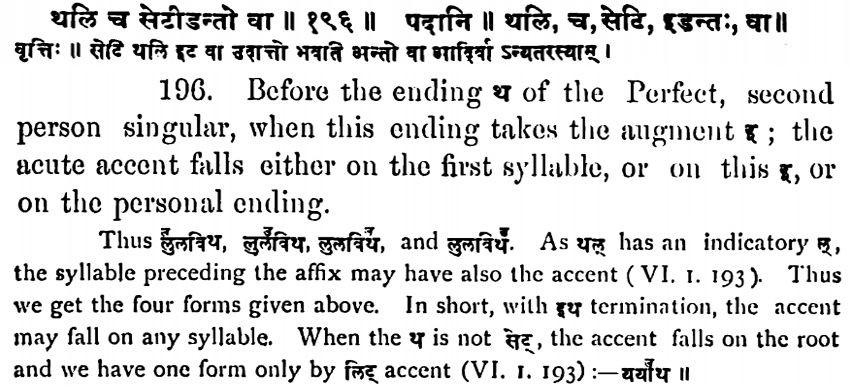 थलि च सेटीडन्तो वा ॥ १९६ ॥ पदानि ॥ थलि, च, सेटि, इडन्तः, वा॥
वृत्तिः ॥ सेटि थलि इट वा उदात्तो भवति अन्तो वा आदिर्वा ऽन्यतरस्याम् ।
196. Before the ending थ of the Perfect, second
person singular, when this ending takes the augment इ ; the
acute accent falls either on the first syllable, or on this इ, or
on the personal ending.
Thus लु॑लविथ, लुल॑विथ, लुलवि॑थ, and लुलविथ॑. As थल् has an indicatory ल्,
the syllable preceding the affix may have also the accent ( VI. 1. 193 ). Thus
we get the four forms given above. In short, with इथ termination, the accent
may fall on any syllable. When the थ is not सेट्, the accent falls on the root
and we have one form only by लिट् accent (VI. 1. 193) :—यया॑थ ॥